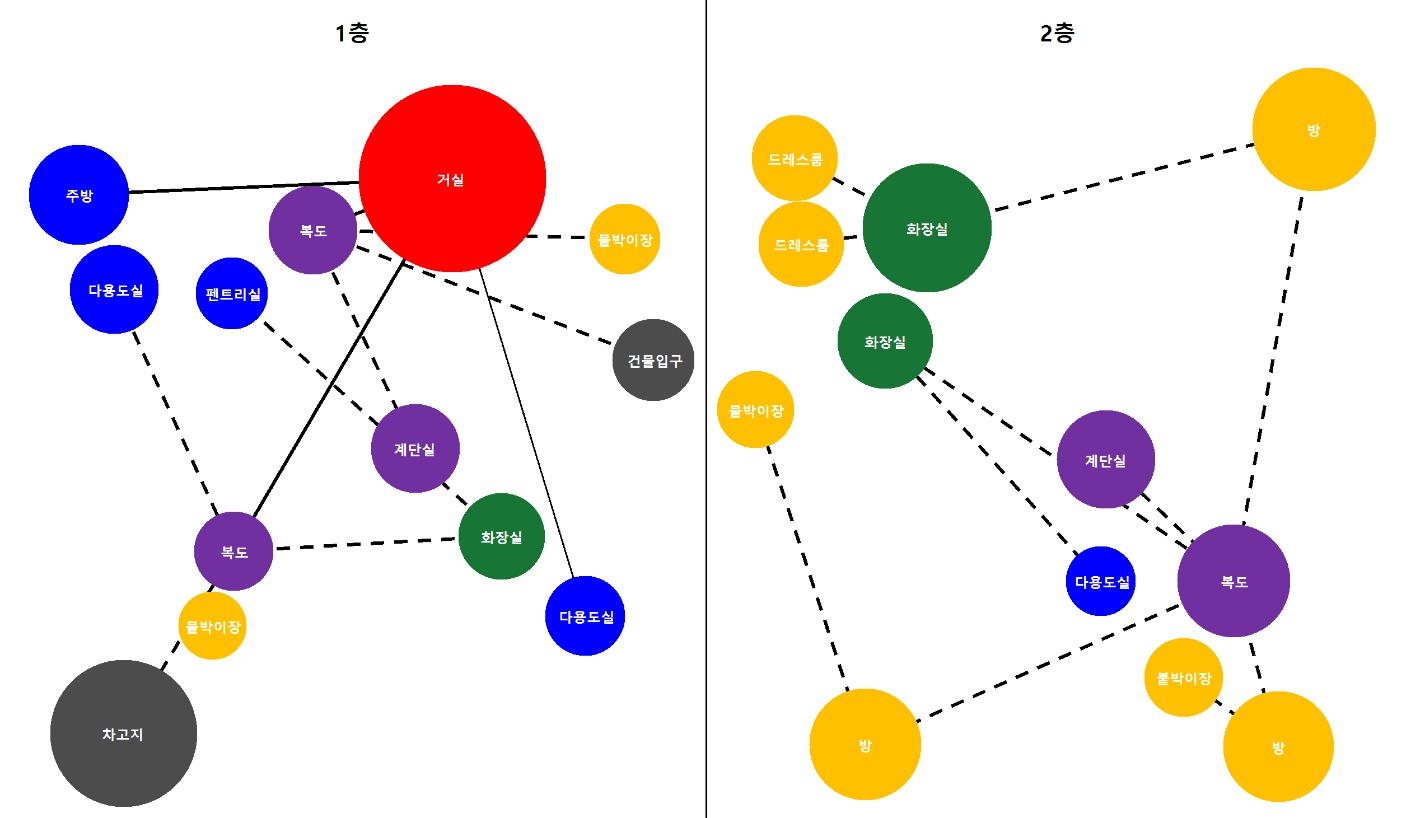 1층
거실
주방
복도
붙박이장
다용도실
펜트리실
건물입구
계단실
복도
화장실
다용도실
붙박이장
차고지
2층
방
드레스룸
화장실
드레스룸
화장실
붙박이장
계단실
다용도실
복도
붙박이장
방
방